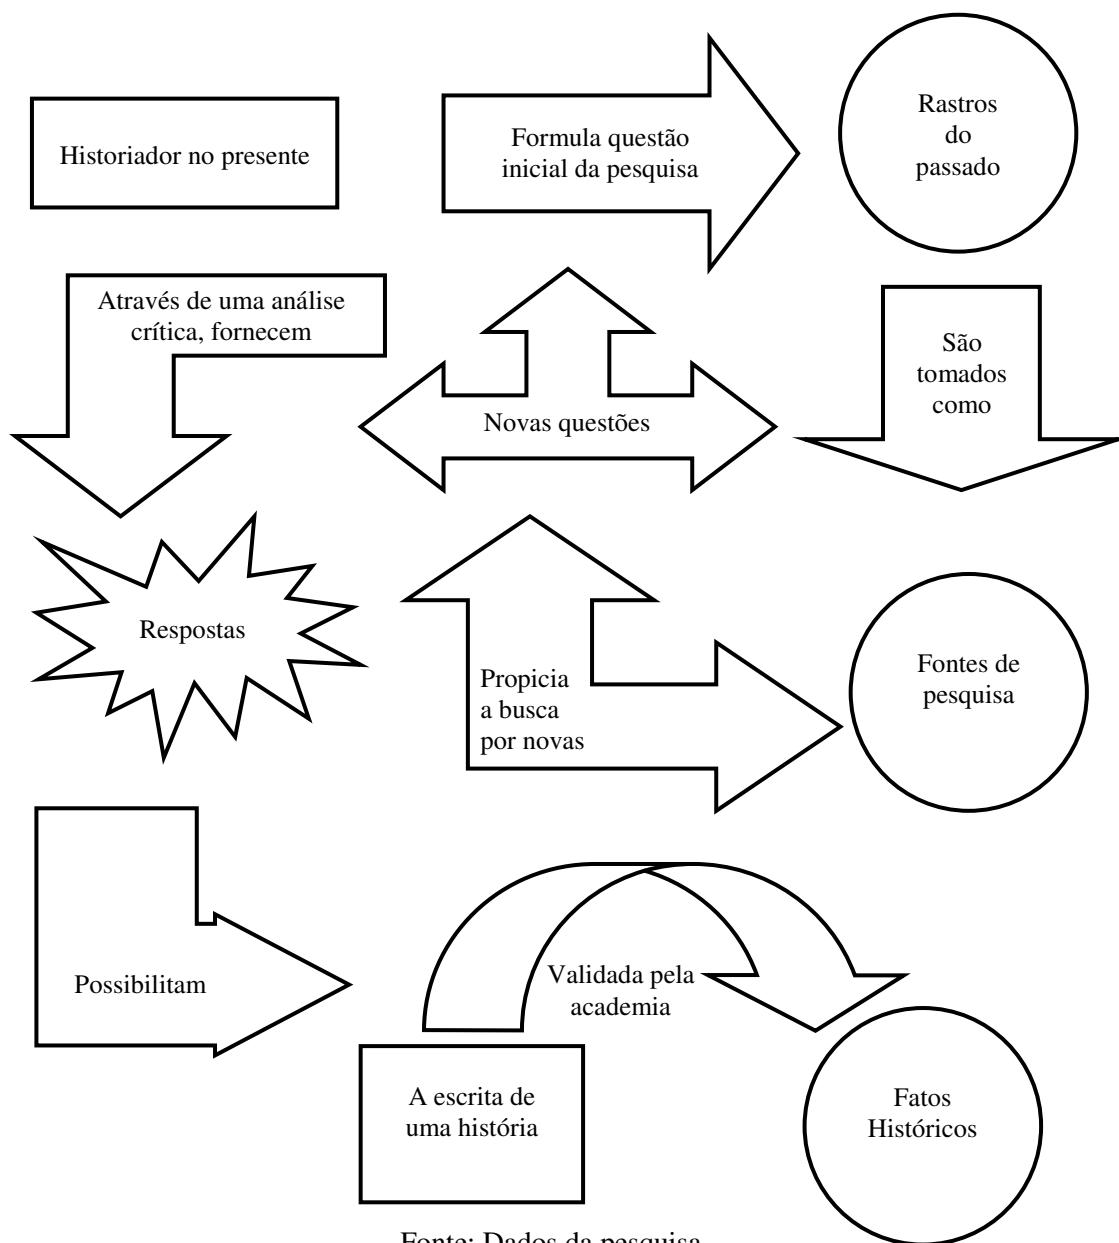 Historiador no presente
Formula questão
inicial da pesquisa
Rastros
do
passado
Através de uma análise
crítica, fornecem
São
tomados
como
Novas questões
Respostas
Propicia
a busca
por novas
Fontes de
pesquisa
Possibilitam
Validada pela
academia
A escrita de
uma história
Fatos
Históricos
Fonte: Dados da pesquisa